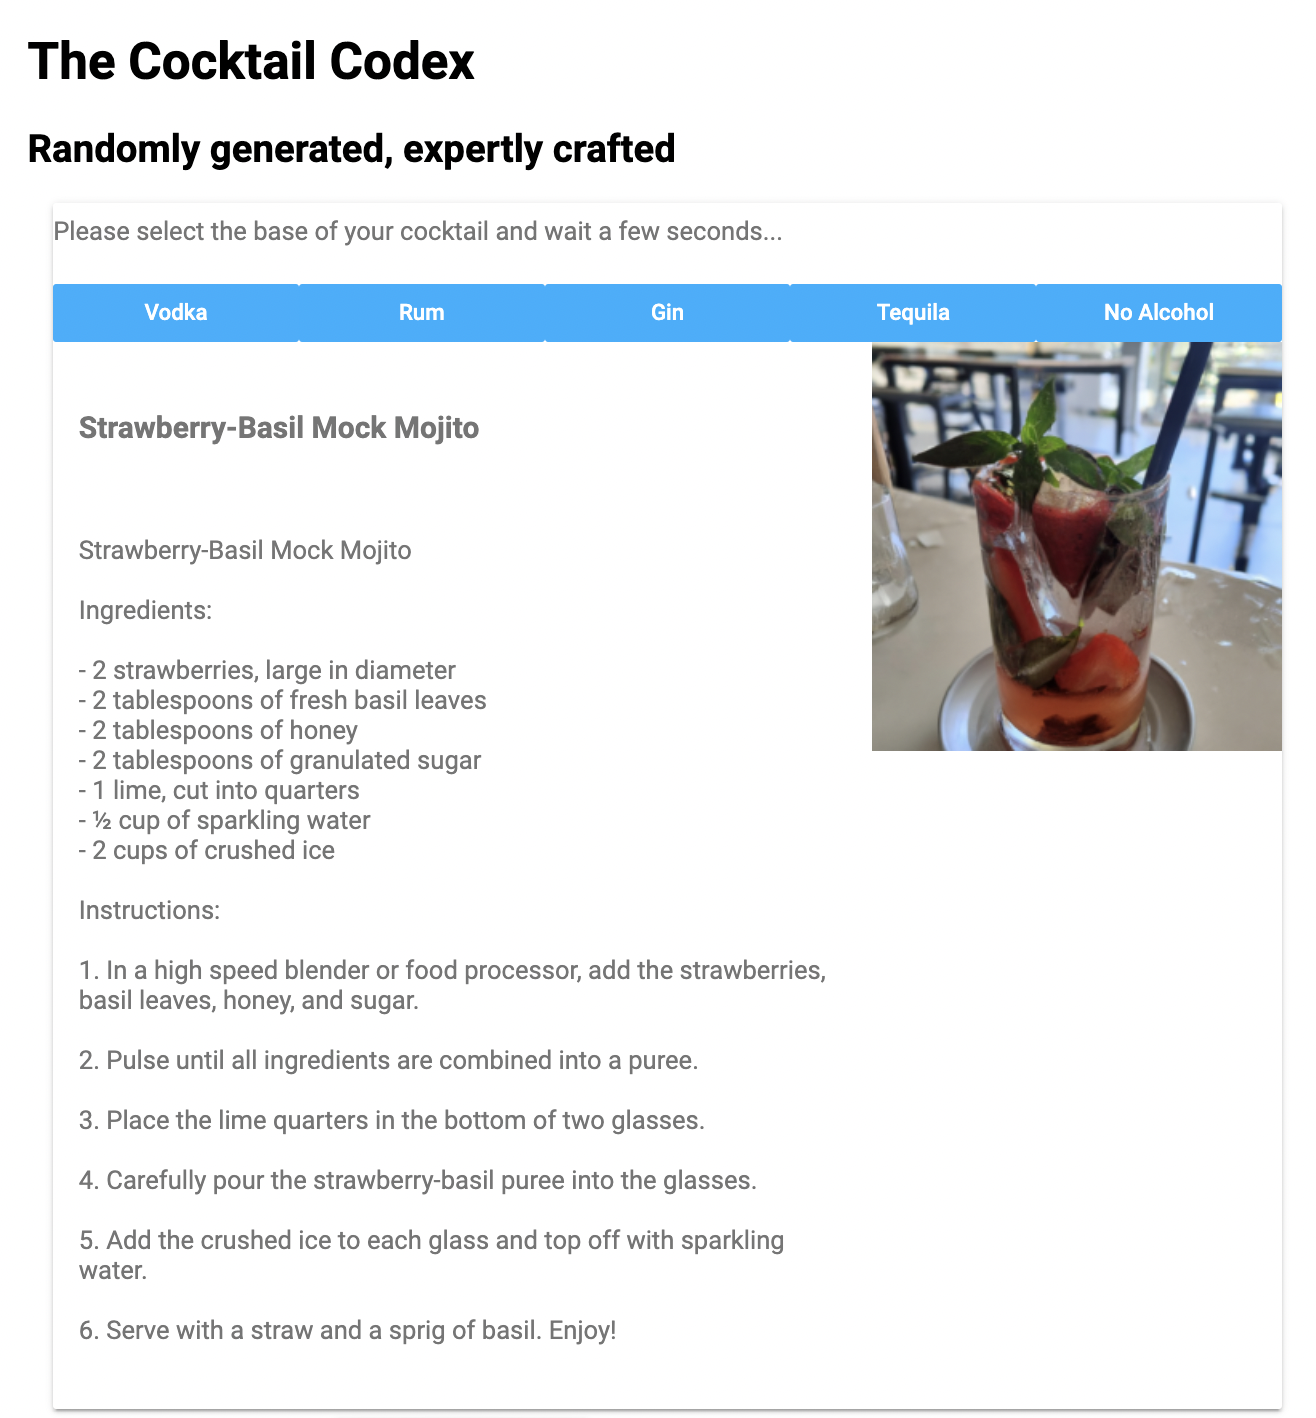 The Cocktail Codex
Randomly generated, expertly crafted
Please select the base of your cocktail and wait a few seconds...
Vodka
Rum
Gin
Tequila
No Alcohol
Strawberry-Basil Mock Mojito
Strawberry-Basil Mock Mojito
Ingredients:
- 2 strawberries, large in diameter
- 2 tablespoons of fresh basil leaves
- 2 tablespoons of honey
- 2 tablespoons of granulated sugar
- 1 lime, cut into quarters
- ½ cup of sparkling water
- 2 cups of crushed ice
Instructions:
1. In a high speed blender or food processor, add the strawberries,
basil leaves, honey, and sugar.
2. Pulse until all ingredients are combined into a puree.
3. Place the lime quarters in the bottom of two glasses.
4. Carefully pour the strawberry-basil puree into the glasses.
5. Add the crushed ice to each glass and top off with sparkling
water.
6. Serve with a straw and a sprig of basil. Enjoy!